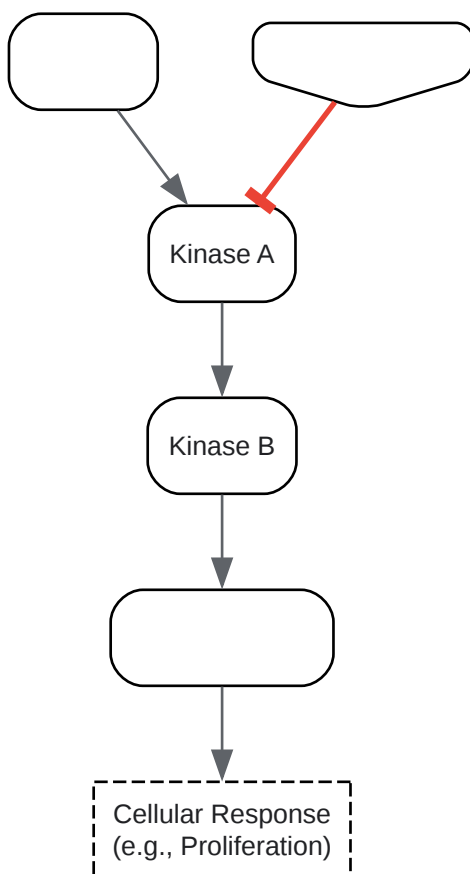 Kinase A
Kinase B
Cellular Response
(e.g., Proliferation)